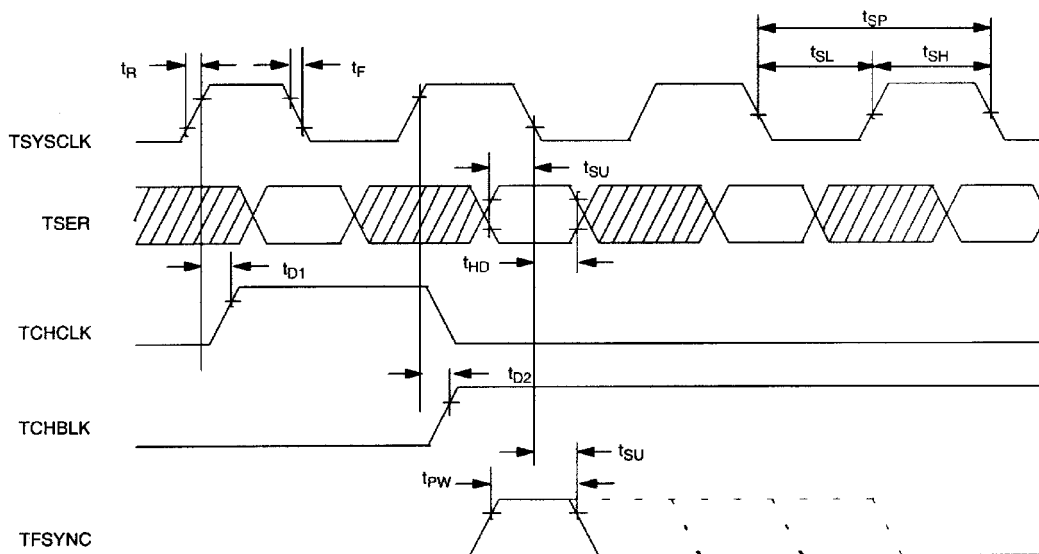 tSP
tR
tF
tSL
tSH
TSYSCLK
tSU
TSER
tHD
tD1
TCHCLK
tD2
TCHBLK
tSU
tPW
TFSYNC